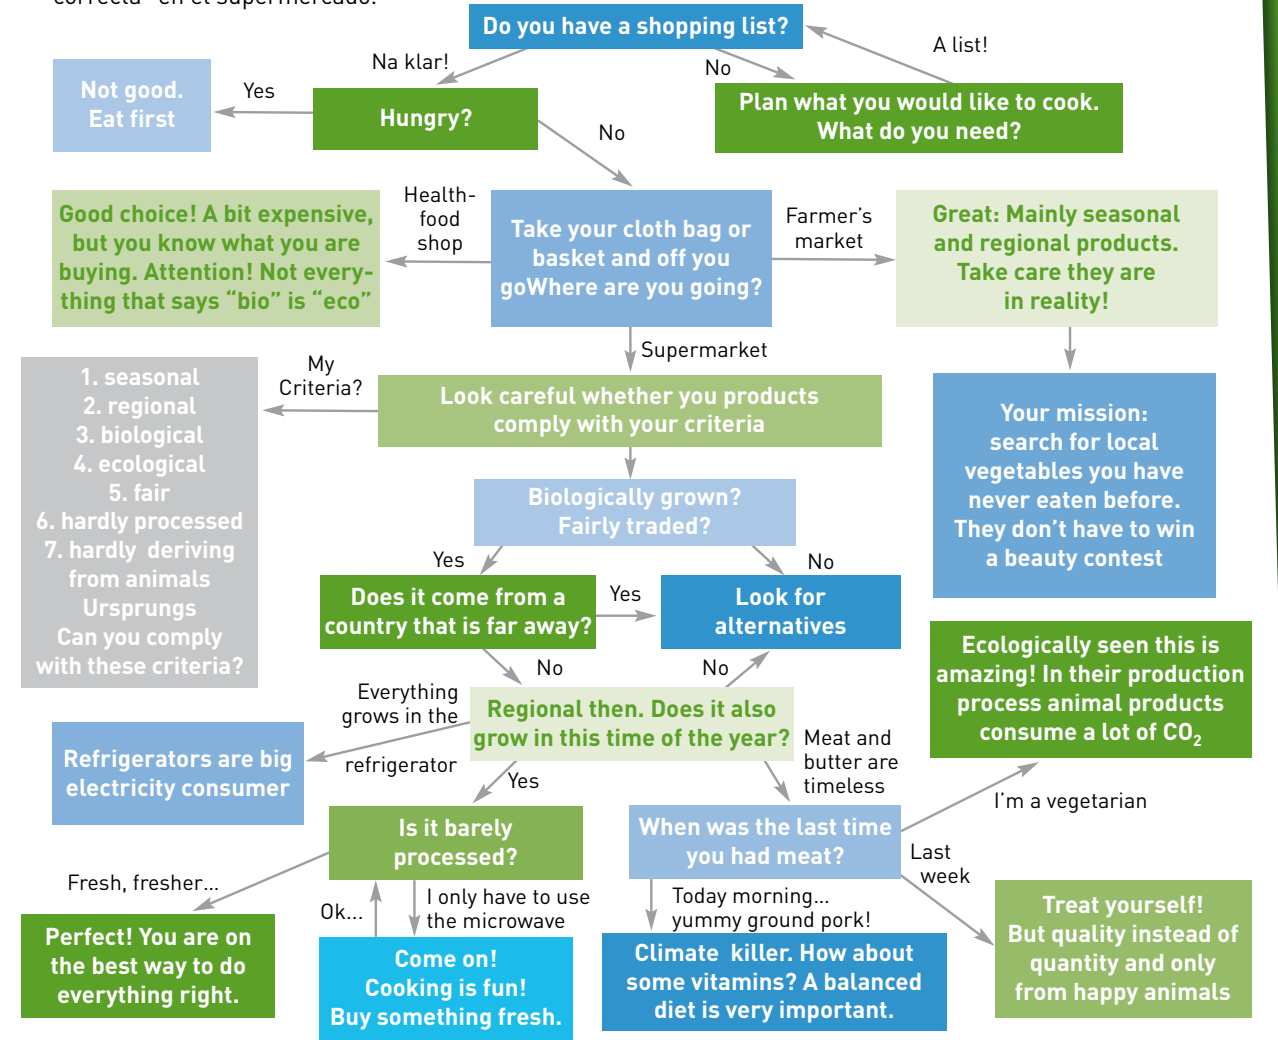 correcta" en el supermercado.
Do you have a shopping list?
A list!
Na klar!
No
Not good.
Eat first
Yes
Hungry?
Plan what you would like to cook.
What do you need?
No
Good choice! A bit expensive,
but you know what you are
buying. Attention! Not every-
thing that says “bio” is “eco”
Health-
food
shop
Take your cloth bag or
basket and off you
goWhere are you going?
Farmer’s
market
Great: Mainly seasonal
and regional products.
Take care they are
in reality!
Supermarket
My
Criteria?
1. seasonal
2. regional
3. biological
4. ecological
5. fair
6. hardly processed
7. hardly deriving
from animals
Ursprungs
Can you comply
with these criteria?
Look careful whether you products
comply with your criteria
Your mission:
search for local
vegetables you have
never eaten before.
They don’t have to win
a beauty contest
Biologically grown?
Fairly traded?
Yes
No
Does it come from a
country that is far away?
Yes
Look for
alternatives
No
No
Everything
grows in the
refrigerator
Regional then. Does it also
grow in this time of the year?
Meat and
butter are
timeless
Ecologically seen this is
amazing! In their production
process animal products
consume a lot of CO2
Refrigerators are big
electricity consumer
Yes
I’m a vegetarian
Is it barely
processed?
When was the last time
you had meat?
Last
week
Fresh, fresher...
Ok...
I only have to use
the microwave
Today morning...
yummy ground pork!
Perfect! You are on
the best way to do
everything right.
Come on!
Cooking is fun!
Buy something fresh.
Climate killer. How about
some vitamins? A balanced
diet is very important.
Treat yourself!
But quality instead of
quantity and only
from happy animals